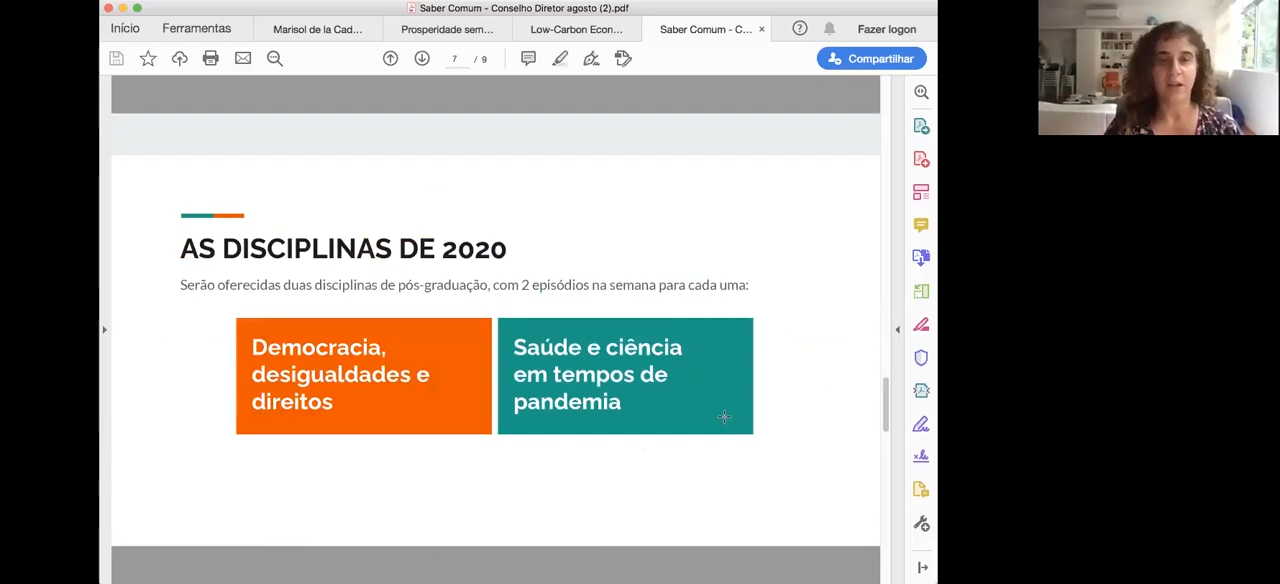 Saber Comum - Conselho Diretor agosto (2).pdf
Início Ferramentas Marisol de la Cad... Prosperidade sem... Low-Carbon Econ... Saber Comum - C... × ? Fazer logon
7 / 9 Compartilhar
AS DISCIPLINAS DE 2020
Serão oferecidas duas disciplinas de pós-graduação, com 2 episódios na semana para cada uma:
Democracia,
desigualdades e
direitos
Saúde e ciência
em tempos de
pandemia